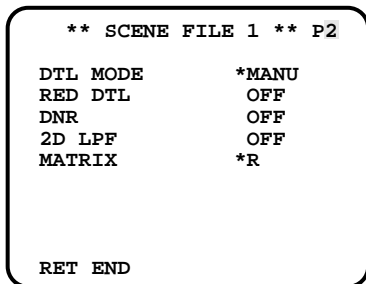 ** SCENE FILE 1 ** P2
DTL MODE *MANU
RED DTL OFF
DNR OFF
2D LPF OFF
MATRIX *R
RET END